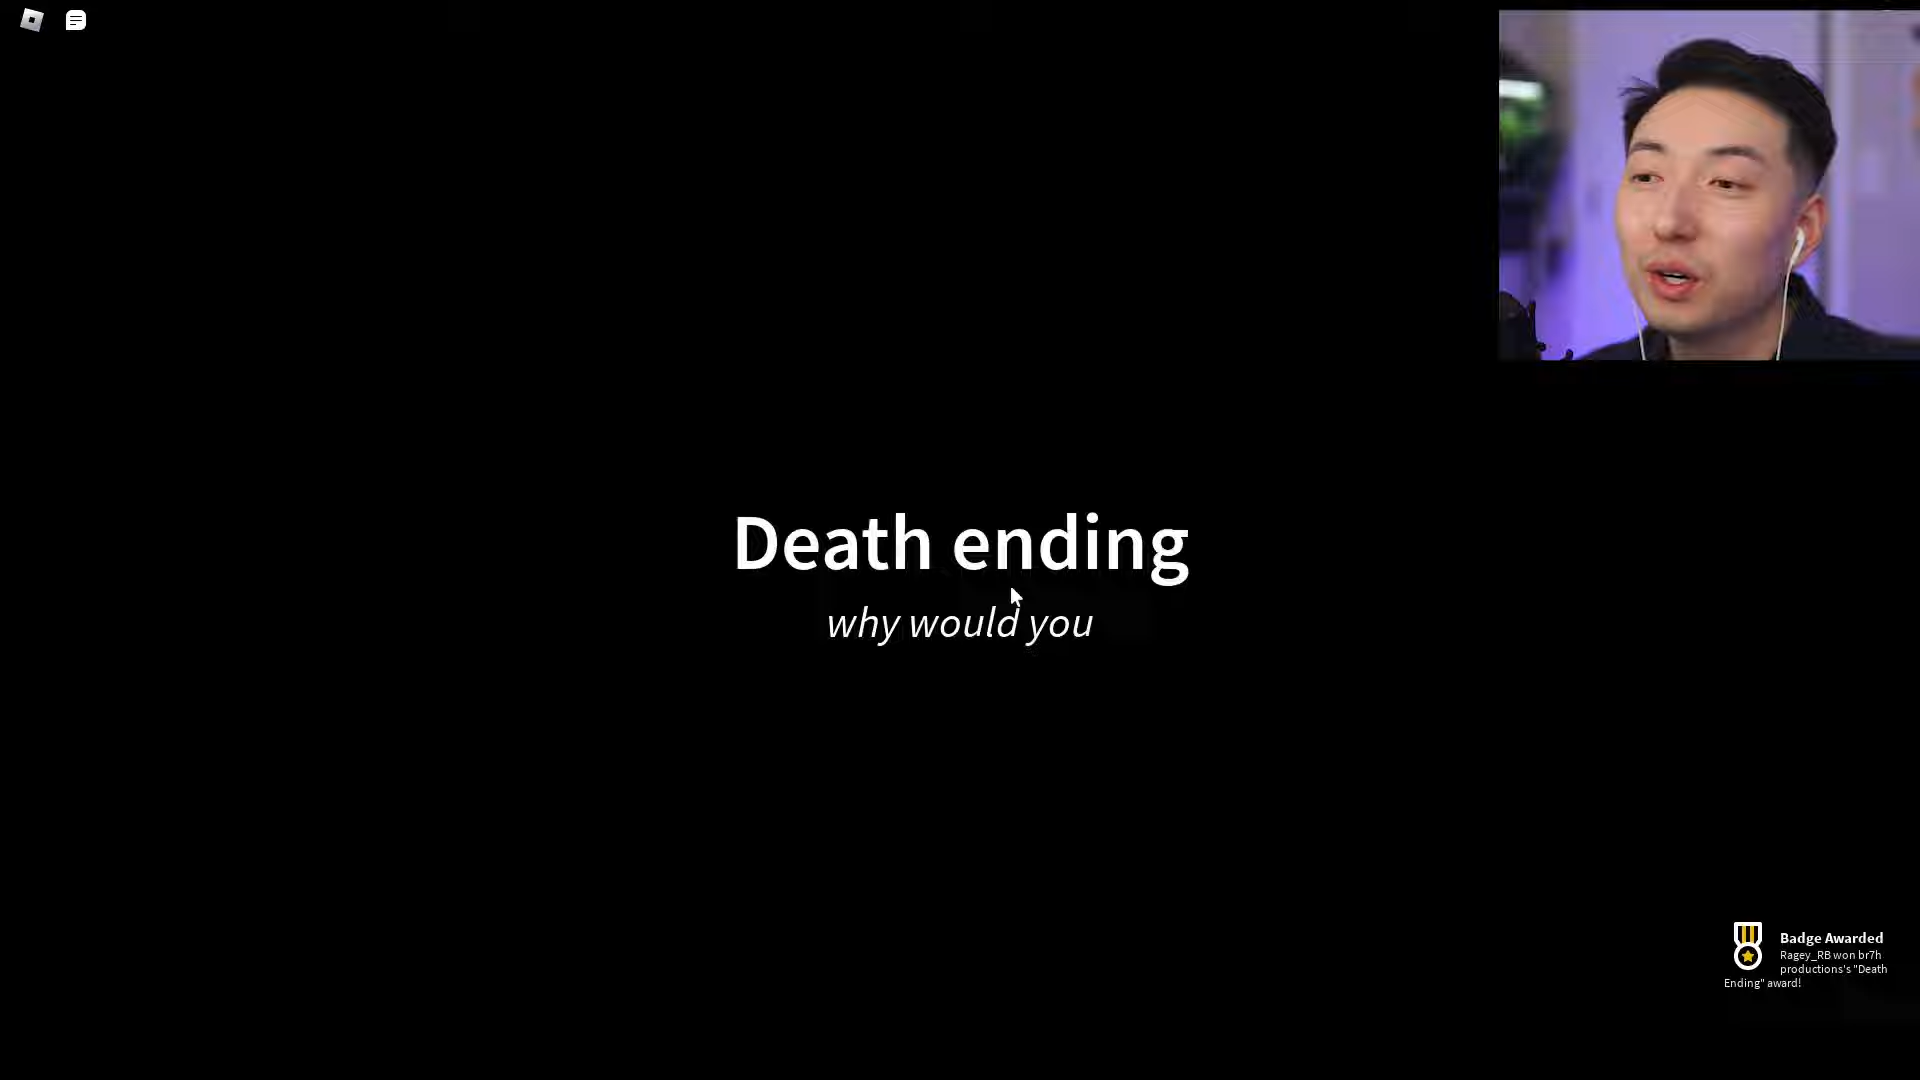 Death ending
why would you
Badge Awarded
Ragey_RB won br7h
productions's "Death
Ending" award!